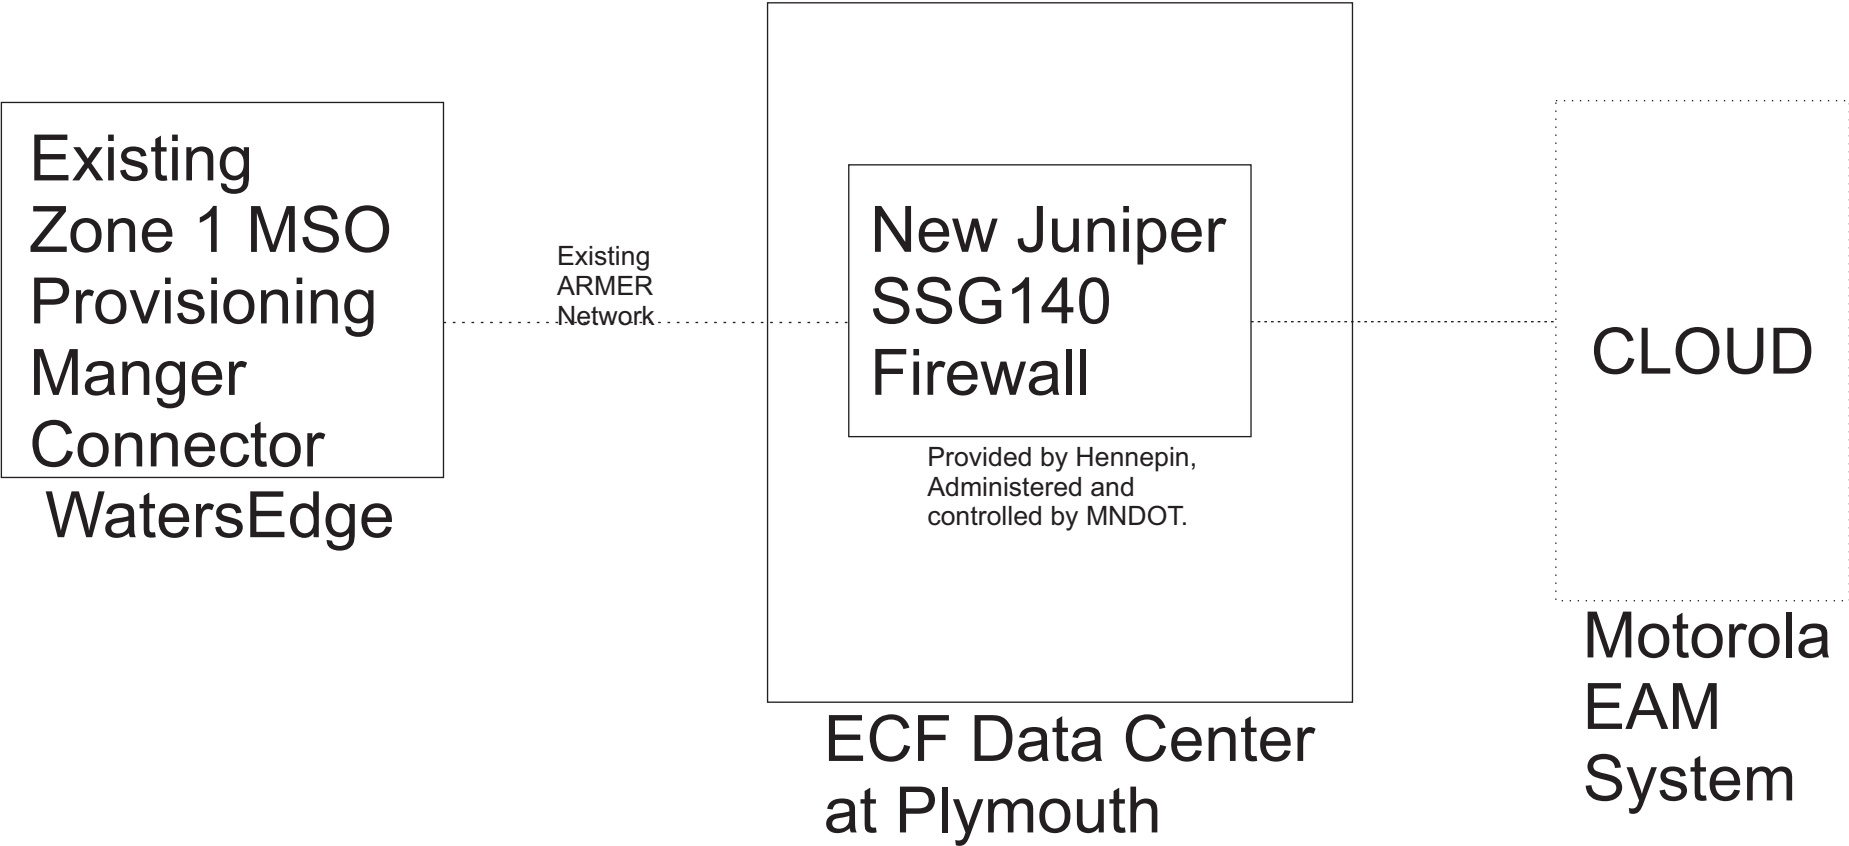 Existing
Zone 1 MSO
Provisioning
Manger
Connector
WatersEdge
Existing
ARMER
Network
New Juniper
SSG140
Firewall
Provided by Hennepin,
Administered and
controlled by MNDOT.
ECF Data Center
at Plymouth
CLOUD
Motorola
EAM
System